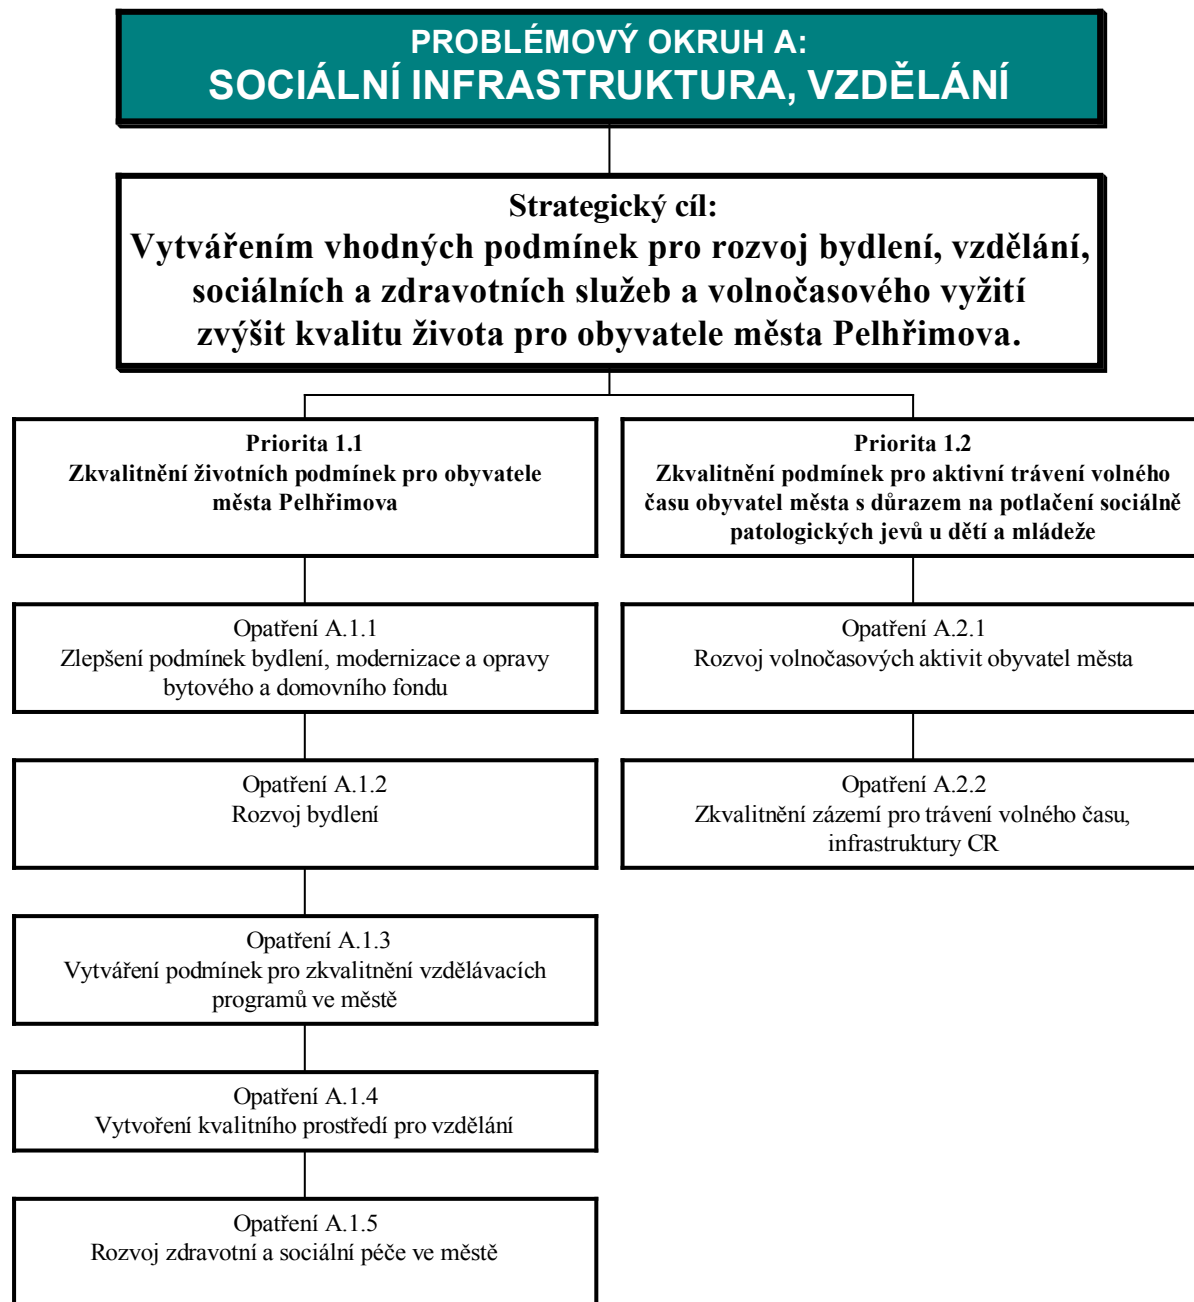 PROBLÉMOVÝ OKRUH A:
SOCIÁLNÍ INFRASTRUKTURA, VZDĚLÁNÍ
Strategický cíl:
Vytvářením vhodných podmínek pro rozvoj bydlení, vzdělání,
sociálních a zdravotních služeb a volnočasového vyžití
zvýšit kvalitu života pro obyvatele města Pelhřimova.
Priorita 1.1
Zkvalitnění životních podmínek pro obyvatele
města Pelhřimova
Opatření A.1.1
Zlepšení podmínek bydlení, modernizace a opravy
bytového a domovního fondu
Opatření A.1.2
Rozvoj bydlení
Opatření A.1.3
Vytváření podmínek pro zkvalitnění vzdělávacích
programů ve městě
Opatření A.1.4
Vytvoření kvalitního prostředí pro vzdělání
Opatření A.1.5
Rozvoj zdravotní a sociální péče ve městě
Priorita 1.2
Zkvalitnění podmínek pro aktivní trávení volného
času obyvatel města s důrazem na potlačení sociálně
patologických jevů u dětí a mládeže
Opatření A.2.1
Rozvoj volnočasových aktivit obyvatel města
Opatření A.2.2
Zkvalitnění zázemí pro trávení volného času,
infrastruktury CR